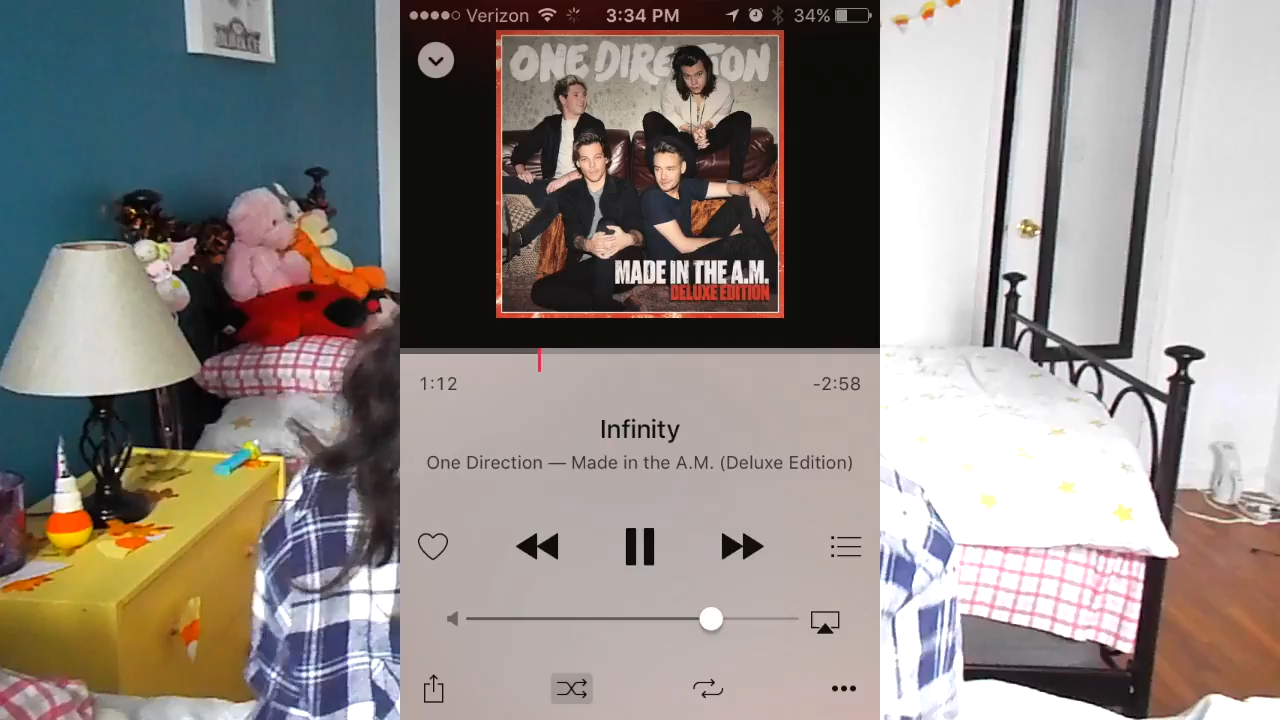 Verizon 3:34 PM 34%
ONE DIRECTION
MADE IN THE A.M.
DELUXE EDITION
1:12 -2:58
Infinity
One Direction — Made in the A.M. (Deluxe Edition)